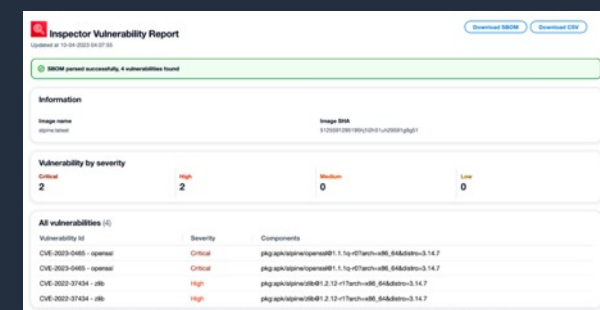 Inspector Vulnerability Report
Download SBOM
Download CSV
Updated at
SBOM parsed successfully, 4 vulnerabilities found
Information
Image name
Image SHA
alpine:latest
Vulnerability by severity
Critical
High
Medium
Low
2
2
0
0
All vulnerabilities (4)
Vulnerability Id
Severity
Components
CVE-2023-0465 - openssl
Critical
pkg:apk/alpine/openssl@1.1.1q-r0?arch=x86_64&distro=3.14.7
CVE-2023-0465 - openssl
Critical
pkg:apk/alpine/openssl@1.1.1q-r0?arch=x86_64&distro=3.14.7
CVE-2022-37434 - zlib
High
pkg:apk/alpine/zlib@1.2.12-r1?arch=x86_64&distro=3.14.7
CVE-2022-37434 - zlib
High
pkg:apk/alpine/zlib@1.2.12-r1?arch=x86_64&distro=3.14.7